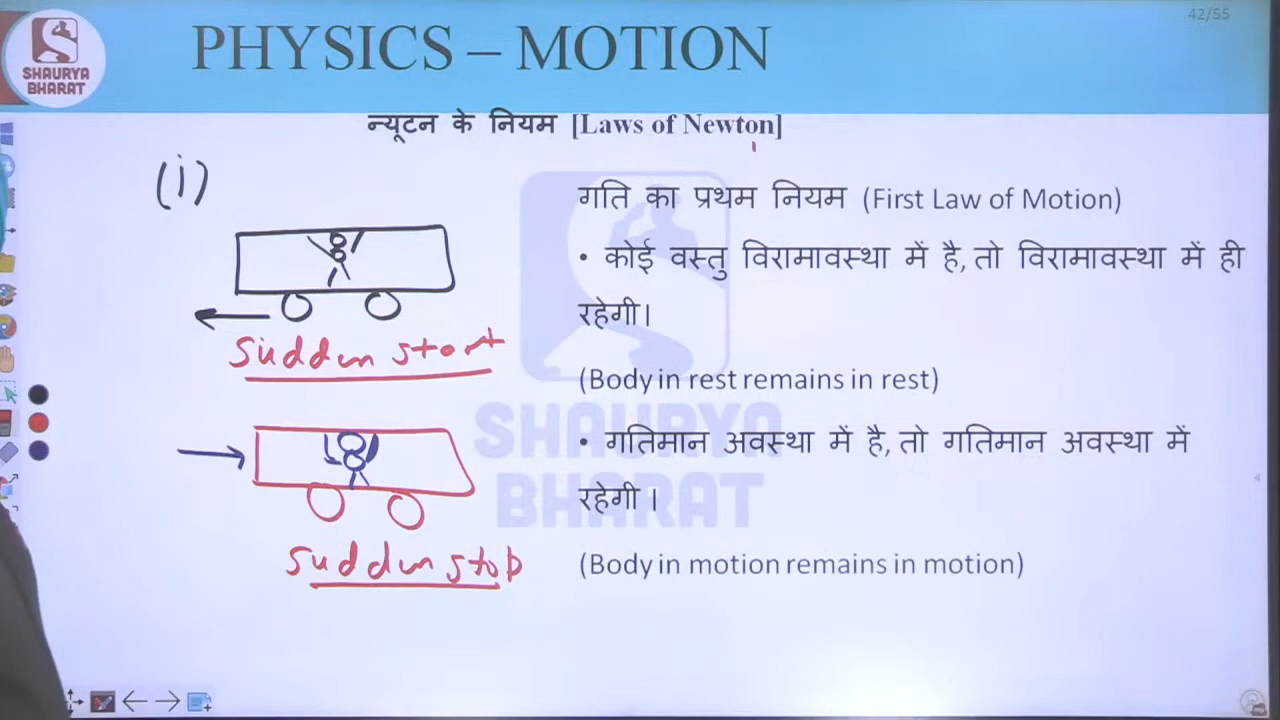 42/55
PHYSICS – MOTION
SHAURYA
BHARAT
न्यूटन के नियम [Laws of Newton]
(i)
गति का प्रथम नियम (First Law of Motion)
• कोई वस्तु विरामावस्था में है, तो विरामावस्था में ही
रहेगी।
sudden start
(Body in rest remains in rest)
SHAURYA
BHARAT
• गतिमान अवस्था में है, तो गतिमान अवस्था में
रहेगी ।
sudden stop
(Body in motion remains in motion)